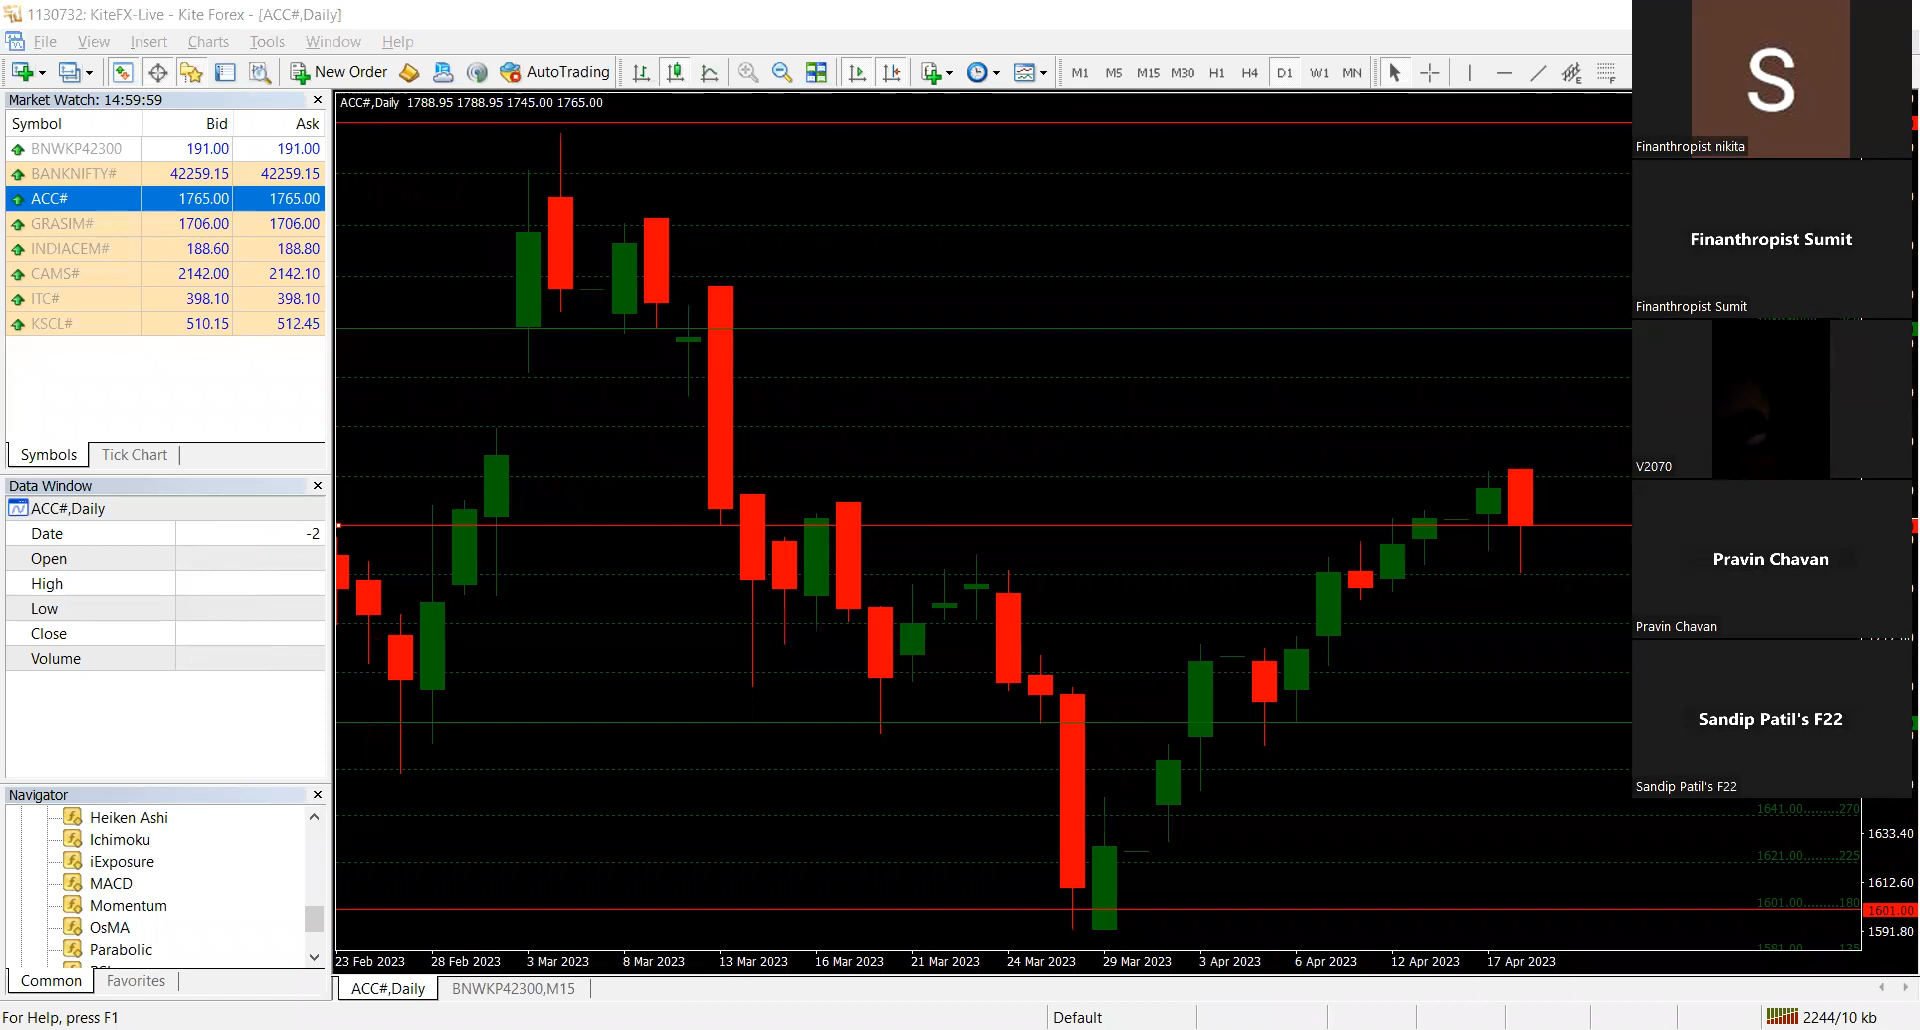 1130732: KiteFX-Live - Kite Forex - [ACC#,Daily]
File View Insert Charts Tools Window Help
New Order AutoTrading M1 M5 M15 M30 H1 H4 D1 W1 MN
Market Watch: 14:59:59
Symbol Bid Ask
BNWKP42300 191.00 191.00
BANKNIFTY# 42259.15 42259.15
ACC# 1765.00 1765.00
GRASIM# 1706.00 1706.00
INDIACEM# 188.60 188.80
CAMS# 2142.00 2142.10
ITC# 398.10 398.10
KSCL# 510.15 512.45
Symbols Tick Chart
Data Window
ACC#,Daily
Date -2
Open
High
Low
Close
Volume
Navigator
Heiken Ashi
Ichimoku
iExposure
MACD
Momentum
OsMA
Parabolic
Common Favorites
ACC#,Daily 1788.95 1788.95 1745.00 1765.00
S
Finanthropist nikita
Finanthropist Sumit
Finanthropist Sumit
V2070
Pravin Chavan
Pravin Chavan
Sandip Patil's F22
Sandip Patil's F22
1641.00.........270
1633.40
1621.00.........225
1612.60
1601.00.........180
1601.00
1591.80
1581.00.........135
23 Feb 2023 28 Feb 2023 3 Mar 2023 8 Mar 2023 13 Mar 2023 16 Mar 2023 21 Mar 2023 24 Mar 2023 29 Mar 2023 3 Apr 2023 6 Apr 2023 12 Apr 2023 17 Apr 2023
ACC#,Daily BNWKP42300,M15
For Help, press F1 Default 2244/10 kb